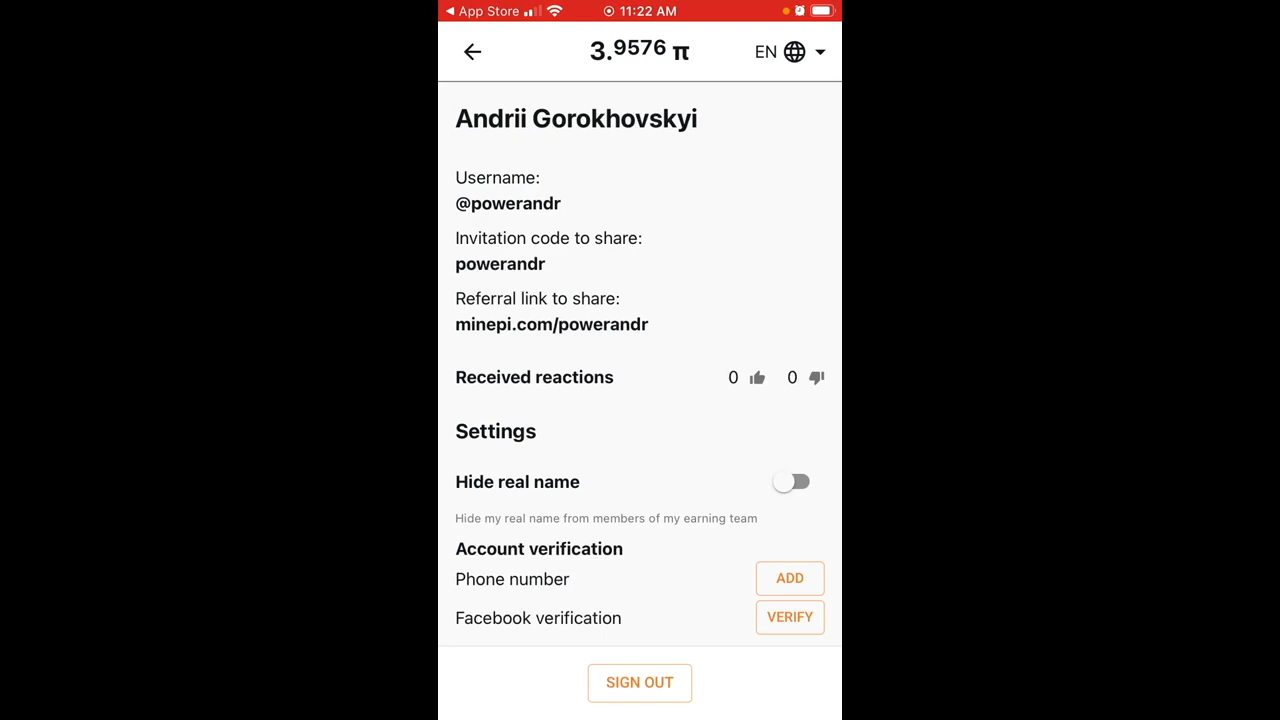 App Store 11:22 AM
3.9576 π EN
Andrii Gorokhovskyi
Username:
@powerandr
Invitation code to share:
powerandr
Referral link to share:
minepi.com/powerandr
Received reactions 0 0
Settings
Hide real name
Hide my real name from members of my earning team
Account verification
Phone number ADD
Facebook verification VERIFY
SIGN OUT